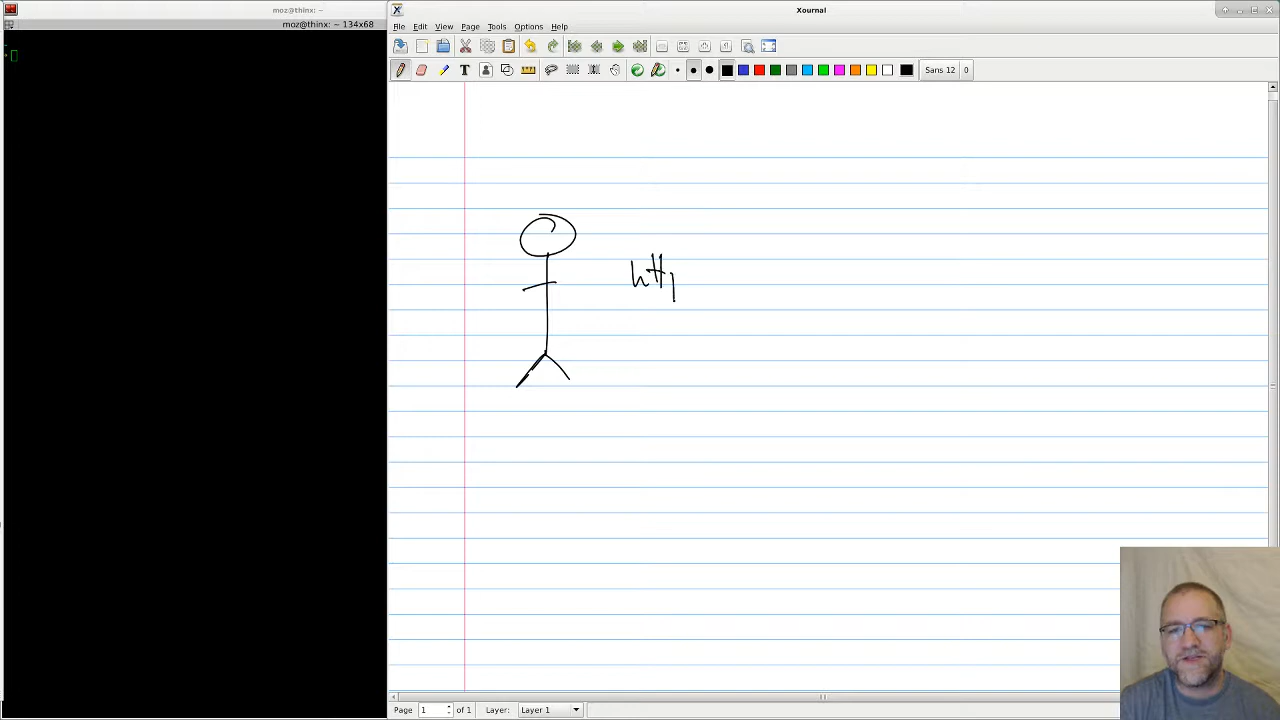 moz@thinx: ~
moz@thinx: ~ 134x68
Xournal
File Edit View Page Tools Options Help
T
Sans 12 0
Page 1 of 1 Layer: Layer 1